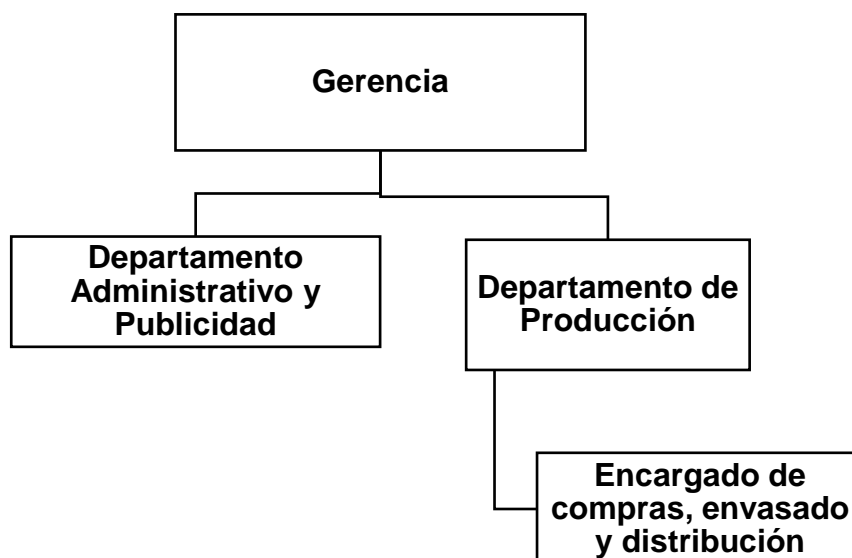 Gerencia
Departamento
Administrativo y
Publicidad
Departamento de
Producción
Encargado de
compras, envasado
y distribución